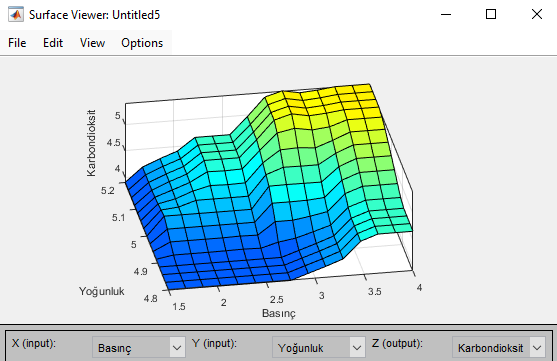 Surface Viewer: Untitled5
File Edit View Options
Karbondioksit
5
4.5
4
5.2
5.1
5
4.9
4.8
Yoğunluk
1.5 2 2.5 3 3.5 4
Basınç
X (input): Basınç Y (input): Yoğunluk Z (output): Karbondioksit